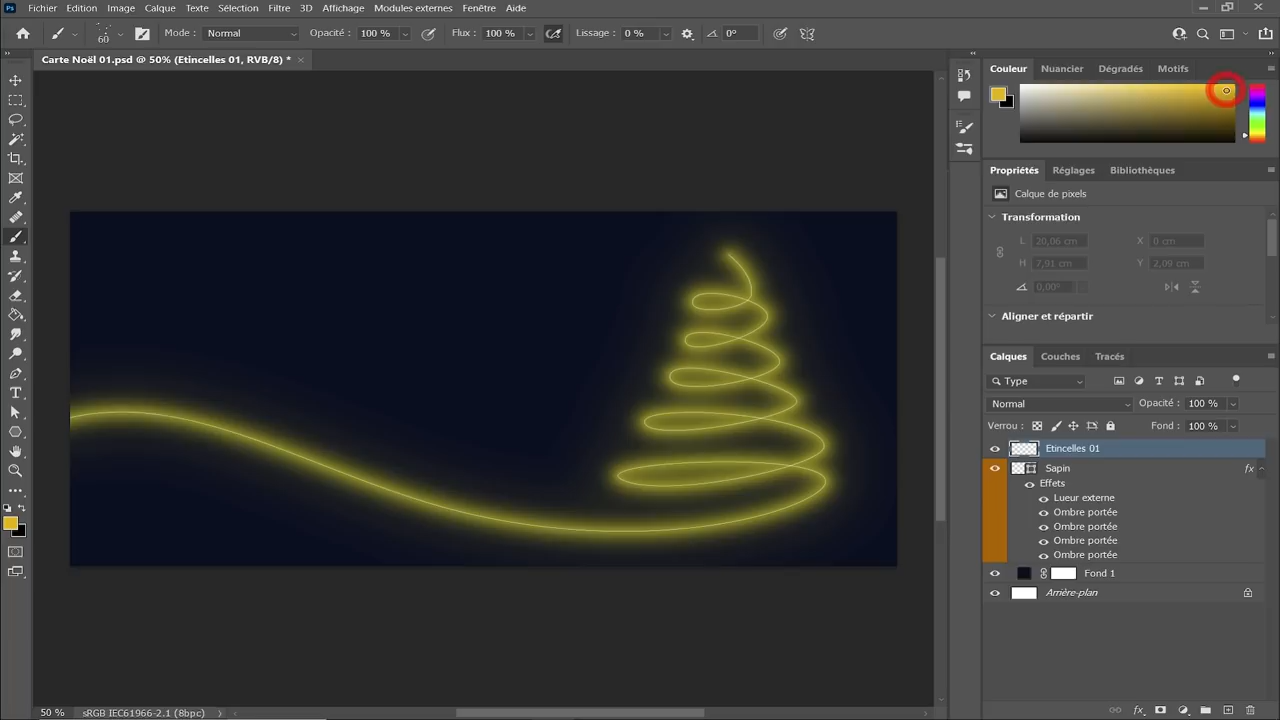 Ps Fichier Edition Image Calque Texte Sélection Filtre 3D Affichage Modules externes Fenêtre Aide
60 Mode: Normal Opacité: 100 % Flux: 100 % Lissage: 0 % 0°
Carte Noël 01.psd @ 50% (Etincelles 01, RVB/8) *
Couleur Nuancier Dégradés Motifs
Propriétés Réglages Bibliothèques
Calque de pixels
Transformation
L 20,06 cm X 0 cm
H 7,91 cm Y 2,09 cm
0,00°
Aligner et répartir
Calques Couches Tracés
Type
Normal Opacité: 100 %
Verrou: Fond: 100 %
Etincelles 01
Sapin fx
Effets
Lueur externe
Ombre portée
Ombre portée
Ombre portée
Ombre portée
Fond 1
Arrière-plan
50 % sRGB IEC61966-2.1 (8bpc)
fx